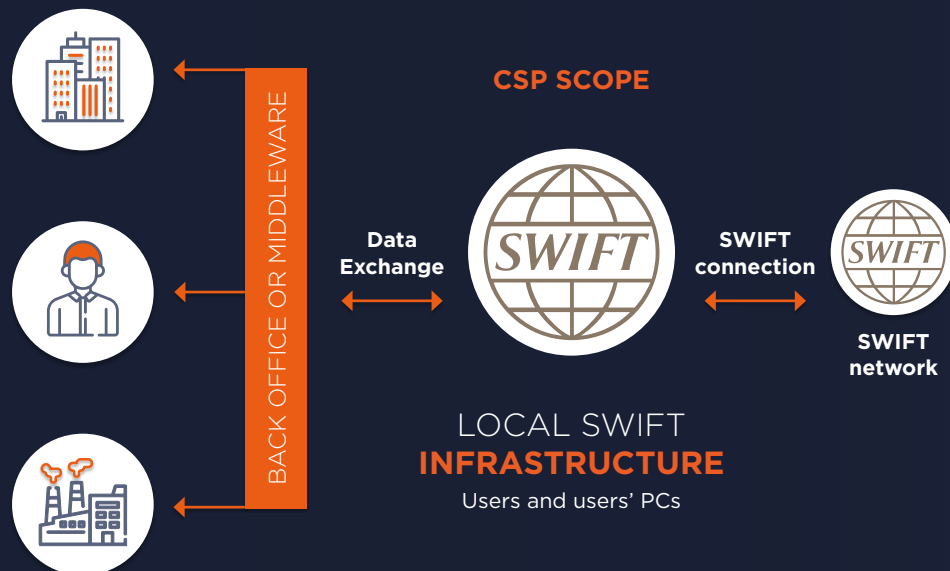 CSP SCOPE
BACK OFFICE OR MIDDLEWARE
Data
Exchange
SWIFT
SWIFT
connection
SWIFT
SWIFT
network
LOCAL SWIFT
INFRASTRUCTURE
Users and users’ PCs